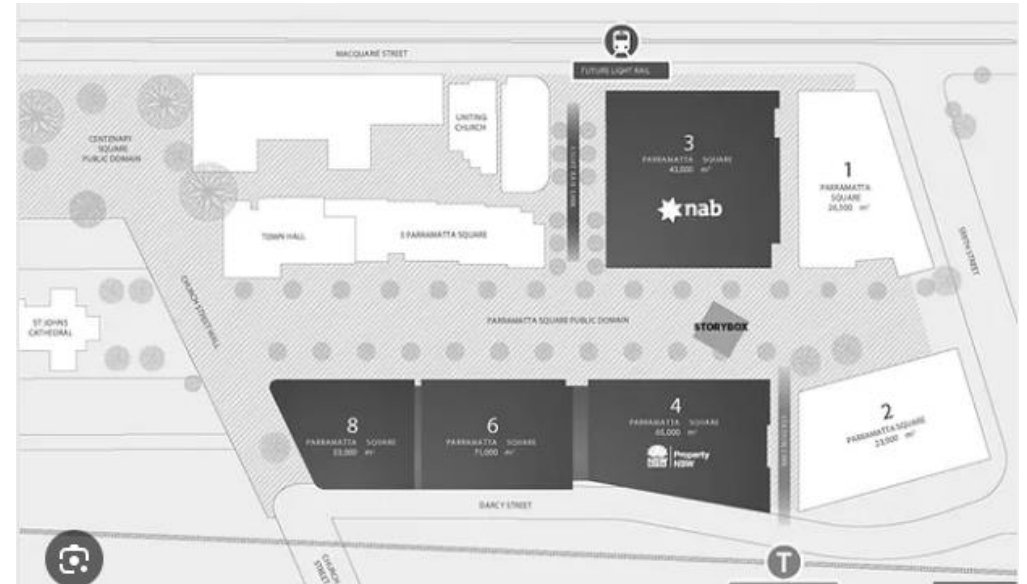 MACQUARIE STREET
FUTURE LIGHT RAIL
CENTENARY
SQUARE
PUBLIC DOMAIN
UNITING
CHURCH
3
PARRAMATTA SQUARE
43,000 m²
nab
1
PARRAMATTA
SQUARE
26,500 m²
SMITH STREET
TOWN HALL
5 PARRAMATTA SQUARE
CHURCH STREET MALL
ST JOHNS
CATHEDRAL
PARRAMATTA SQUARE PUBLIC DOMAIN
STORYBOX
8
PARRAMATTA SQUARE
6
PARRAMATTA SQUARE
71,000 m²
4
PARRAMATTA SQUARE
65,000 m²
Property
NSW
2
PARRAMATTA SQUARE
23,000 m²
DARCY STREET
CHURCH
STREET
T